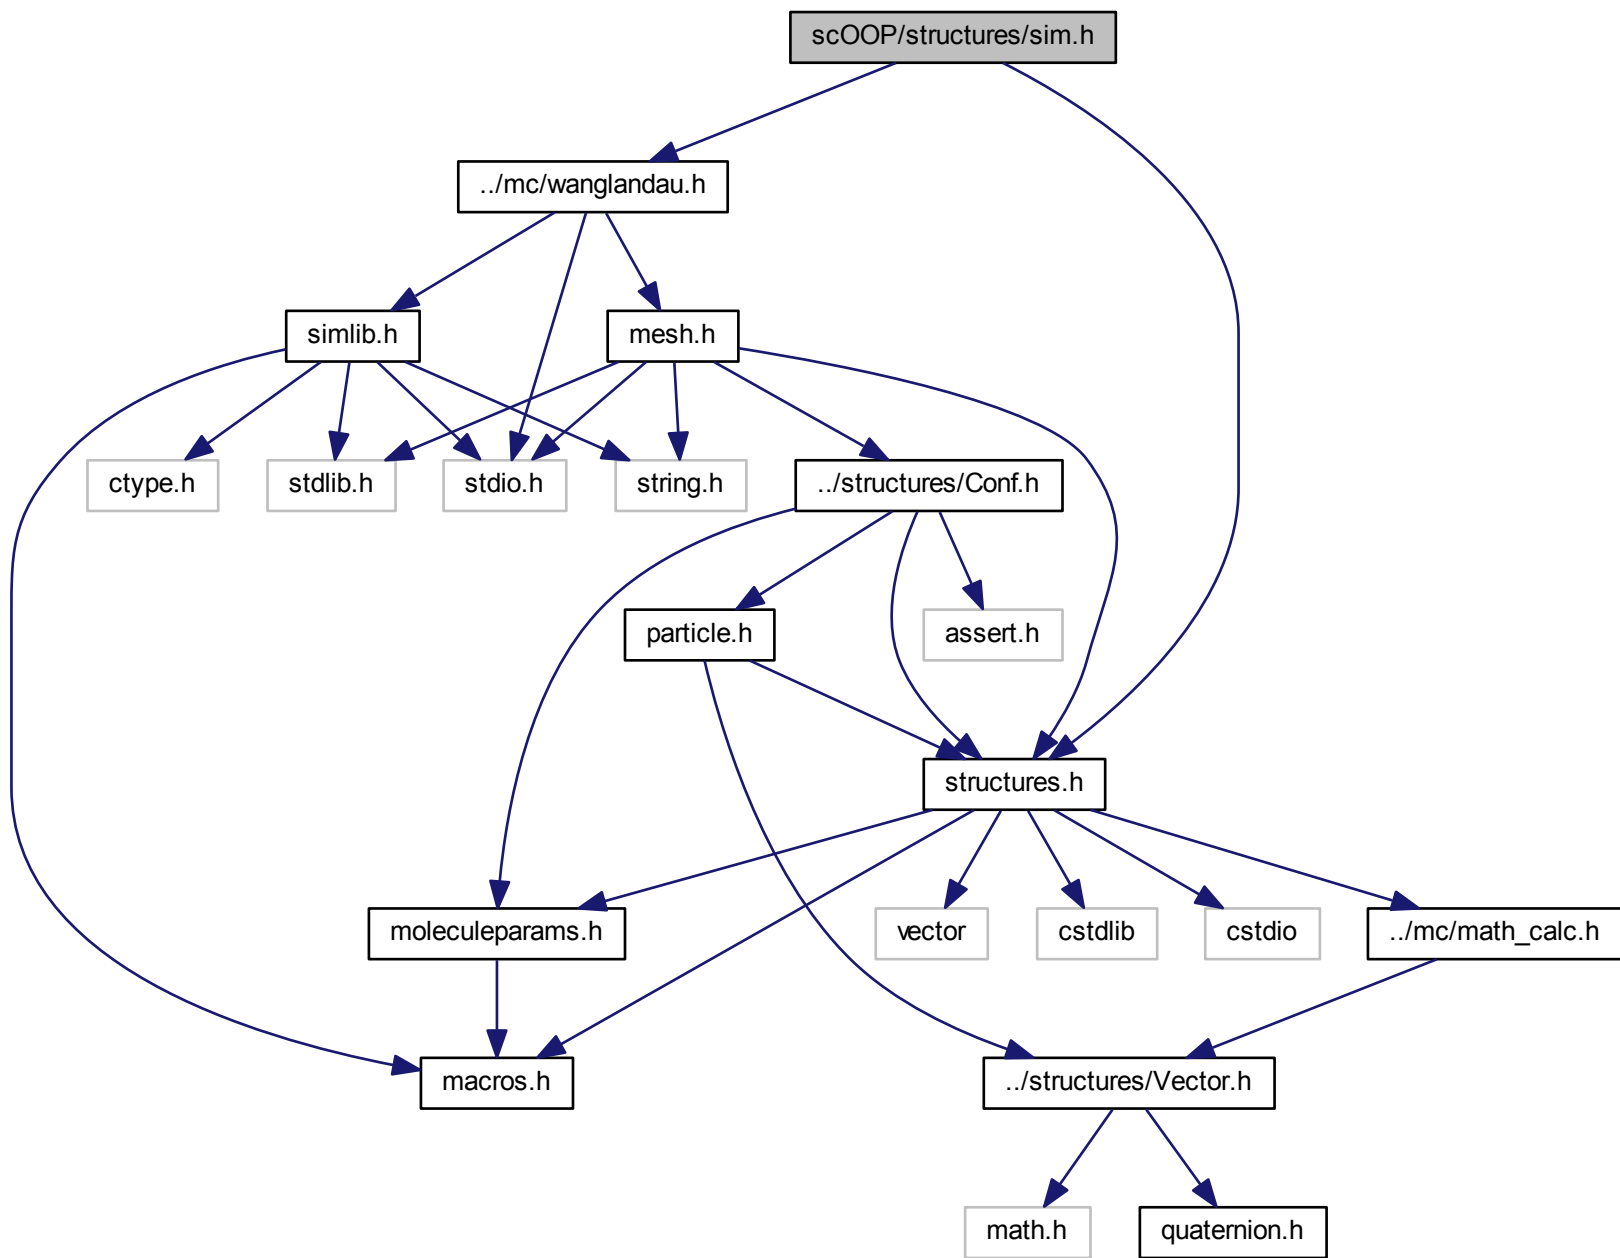 scOOP/structures/sim.h
../mc/wanglandau.h
simlib.h
mesh.h
ctype.h
stdlib.h
stdio.h
string.h
../structures/Conf.h
particle.h
assert.h
structures.h
moleculeparams.h
vector
cstdlib
cstdio
../mc/math_calc.h
macros.h
../structures/Vector.h
math.h
quaternion.h